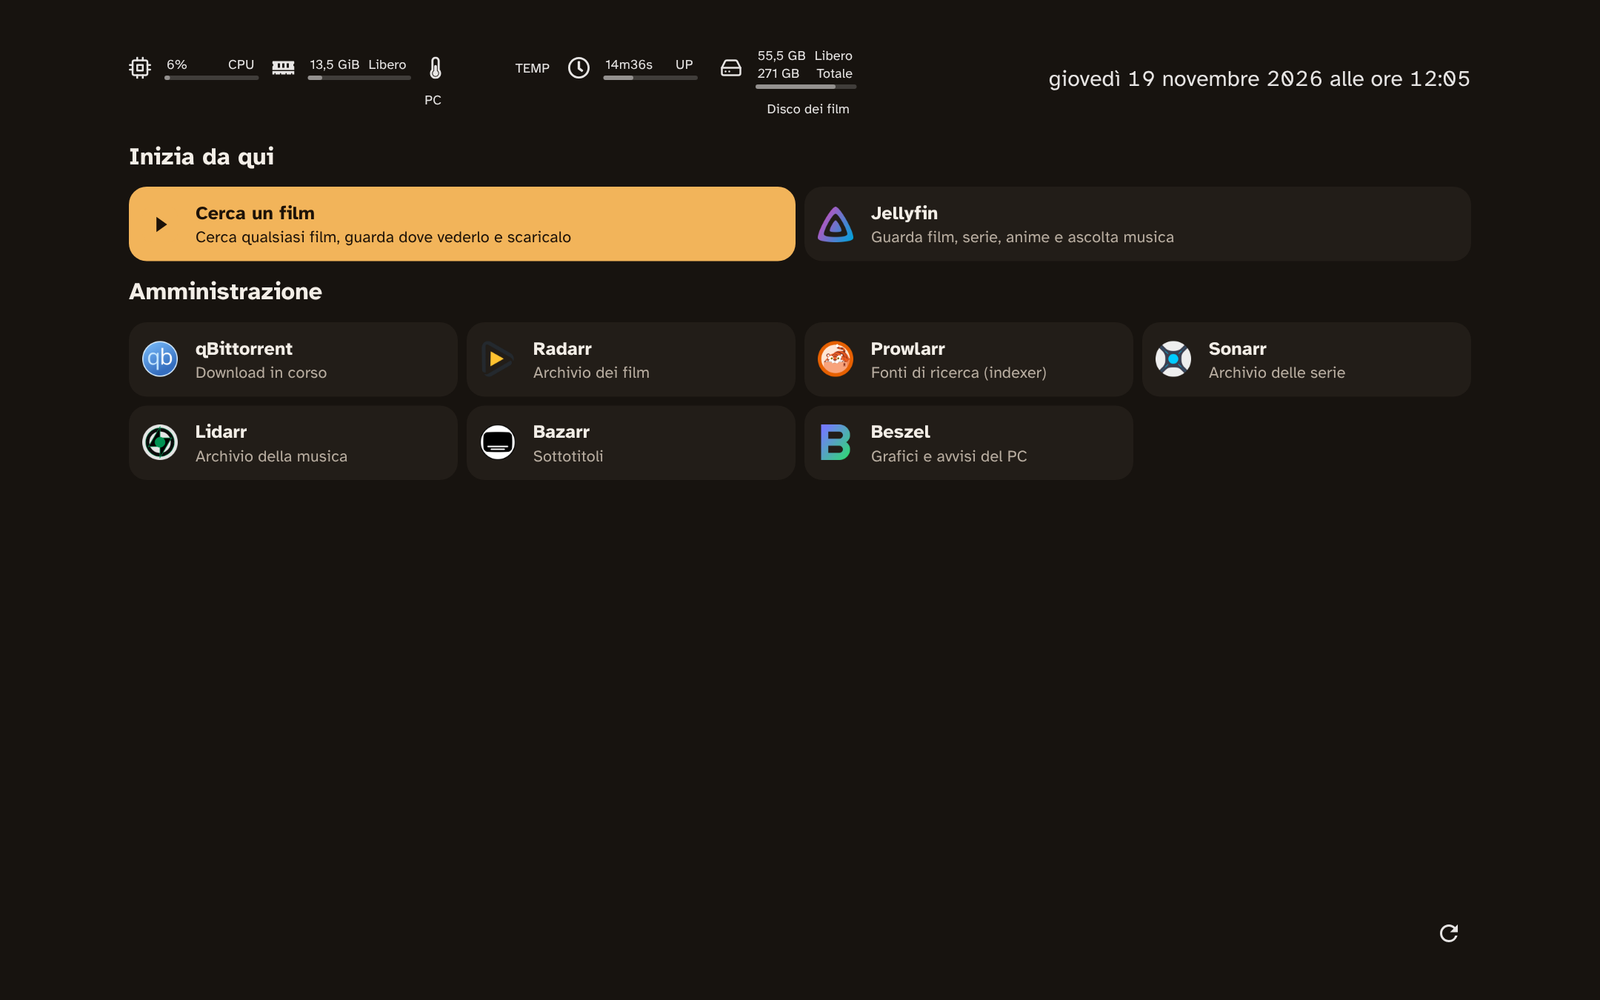 6% CPU
13,5 GiB Libero
TEMP
PC
14m36s UP
55,5 GB Libero
271 GB Totale
Disco dei film
giovedì 19 novembre 2026 alle ore 12:05
Inizia da qui
Cerca un film
Cerca qualsiasi film, guarda dove vederlo e scaricalo
Jellyfin
Guarda film, serie, anime e ascolta musica
Amministrazione
qb
qBittorrent
Download in corso
Radarr
Archivio dei film
Prowlarr
Fonti di ricerca (indexer)
Sonarr
Archivio delle serie
Lidarr
Archivio della musica
Bazarr
Sottotitoli
B
Beszel
Grafici e avvisi del PC